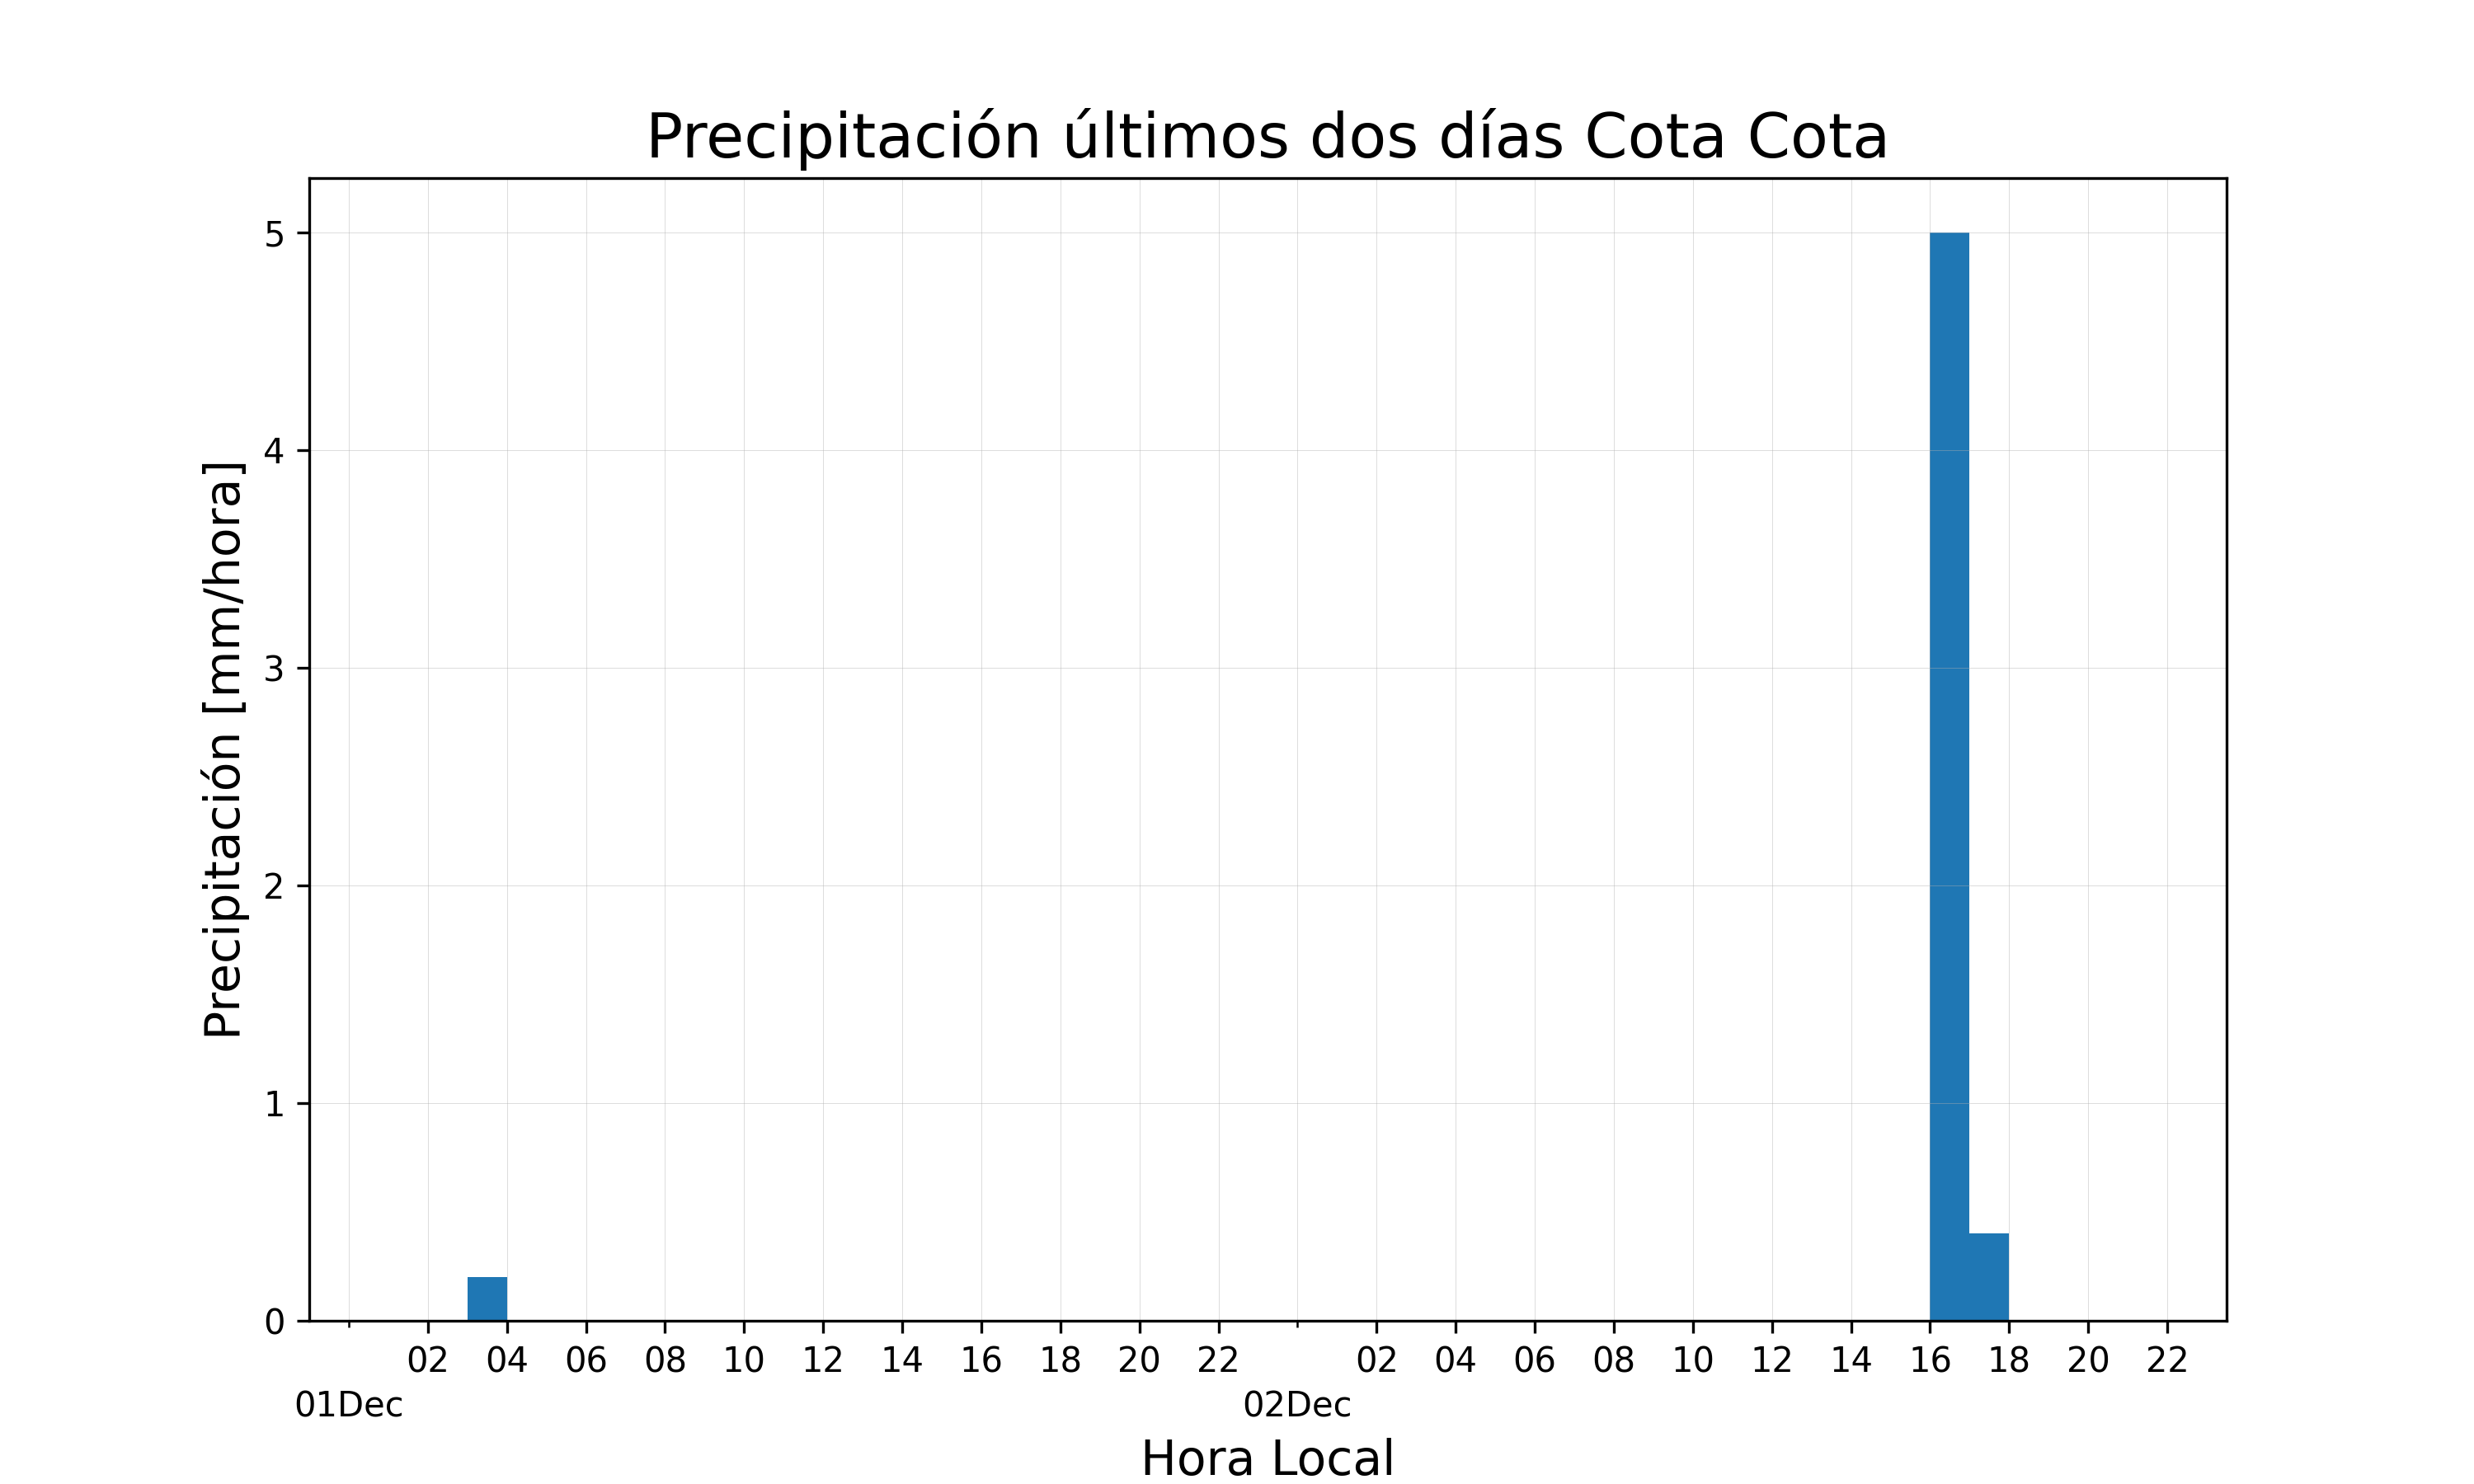 Precipitación últimos dos días Cota Cota
Precipitación [mm/hora]
5
4
3
2
1
0
02 04 06 08 10 12 14 16 18 20 22 02 04 06 08 10 12 14 16 18 20 22
01Dec 02Dec
Hora Local